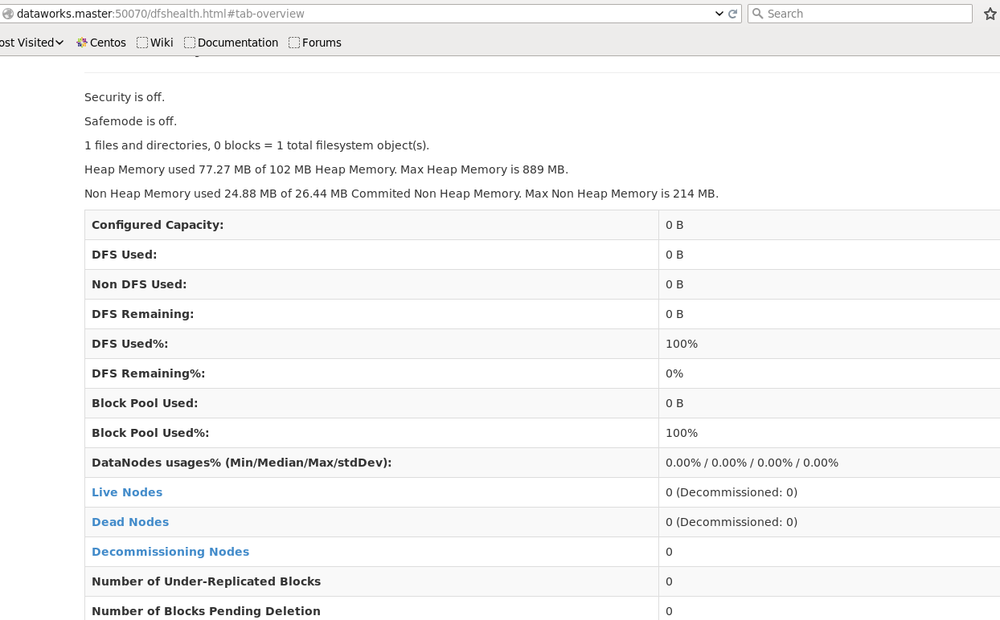 dataworks.master:50070/dfshealth.html#tab-overview Search
ost Visited Centos Wiki Documentation Forums
Security is off.
Safemode is off.
1 files and directories, 0 blocks = 1 total filesystem object(s).
Heap Memory used 77.27 MB of 102 MB Heap Memory. Max Heap Memory is 889 MB.
Non Heap Memory used 24.88 MB of 26.44 MB Commited Non Heap Memory. Max Non Heap Memory is 214 MB.
Configured Capacity: 0 B
DFS Used: 0 B
Non DFS Used: 0 B
DFS Remaining: 0 B
DFS Used%: 100%
DFS Remaining%: 0%
Block Pool Used: 0 B
Block Pool Used%: 100%
DataNodes usages% (Min/Median/Max/stdDev): 0.00% / 0.00% / 0.00% / 0.00%
Live Nodes 0 (Decommissioned: 0)
Dead Nodes 0 (Decommissioned: 0)
Decommissioning Nodes 0
Number of Under-Replicated Blocks 0
Number of Blocks Pending Deletion 0